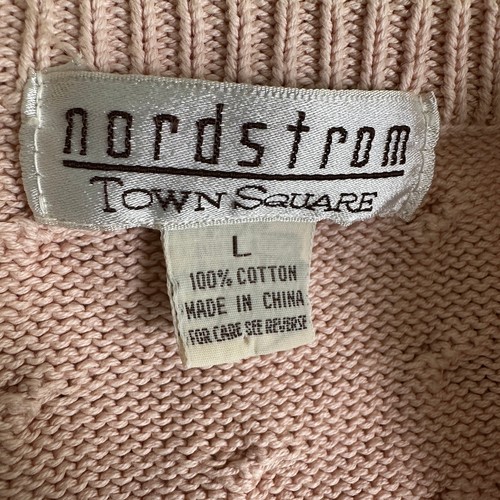 nordstrom
TOWN SQUARE
L
100% COTTON
MADE IN CHINA
FOR CARE SEE REVERSE